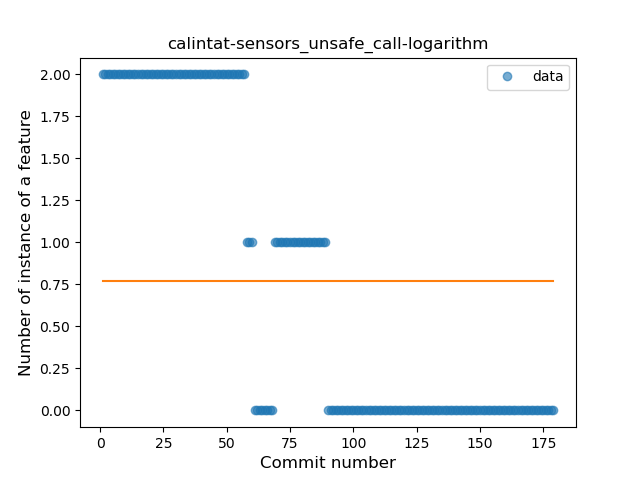 calintat-sensors_unsafe_call-logarithm
data
Number of instance of a feature
2.00
1.75
1.50
1.25
1.00
0.75
0.50
0.25
0.00
0 25 50 75 100 125 150 175
Commit number